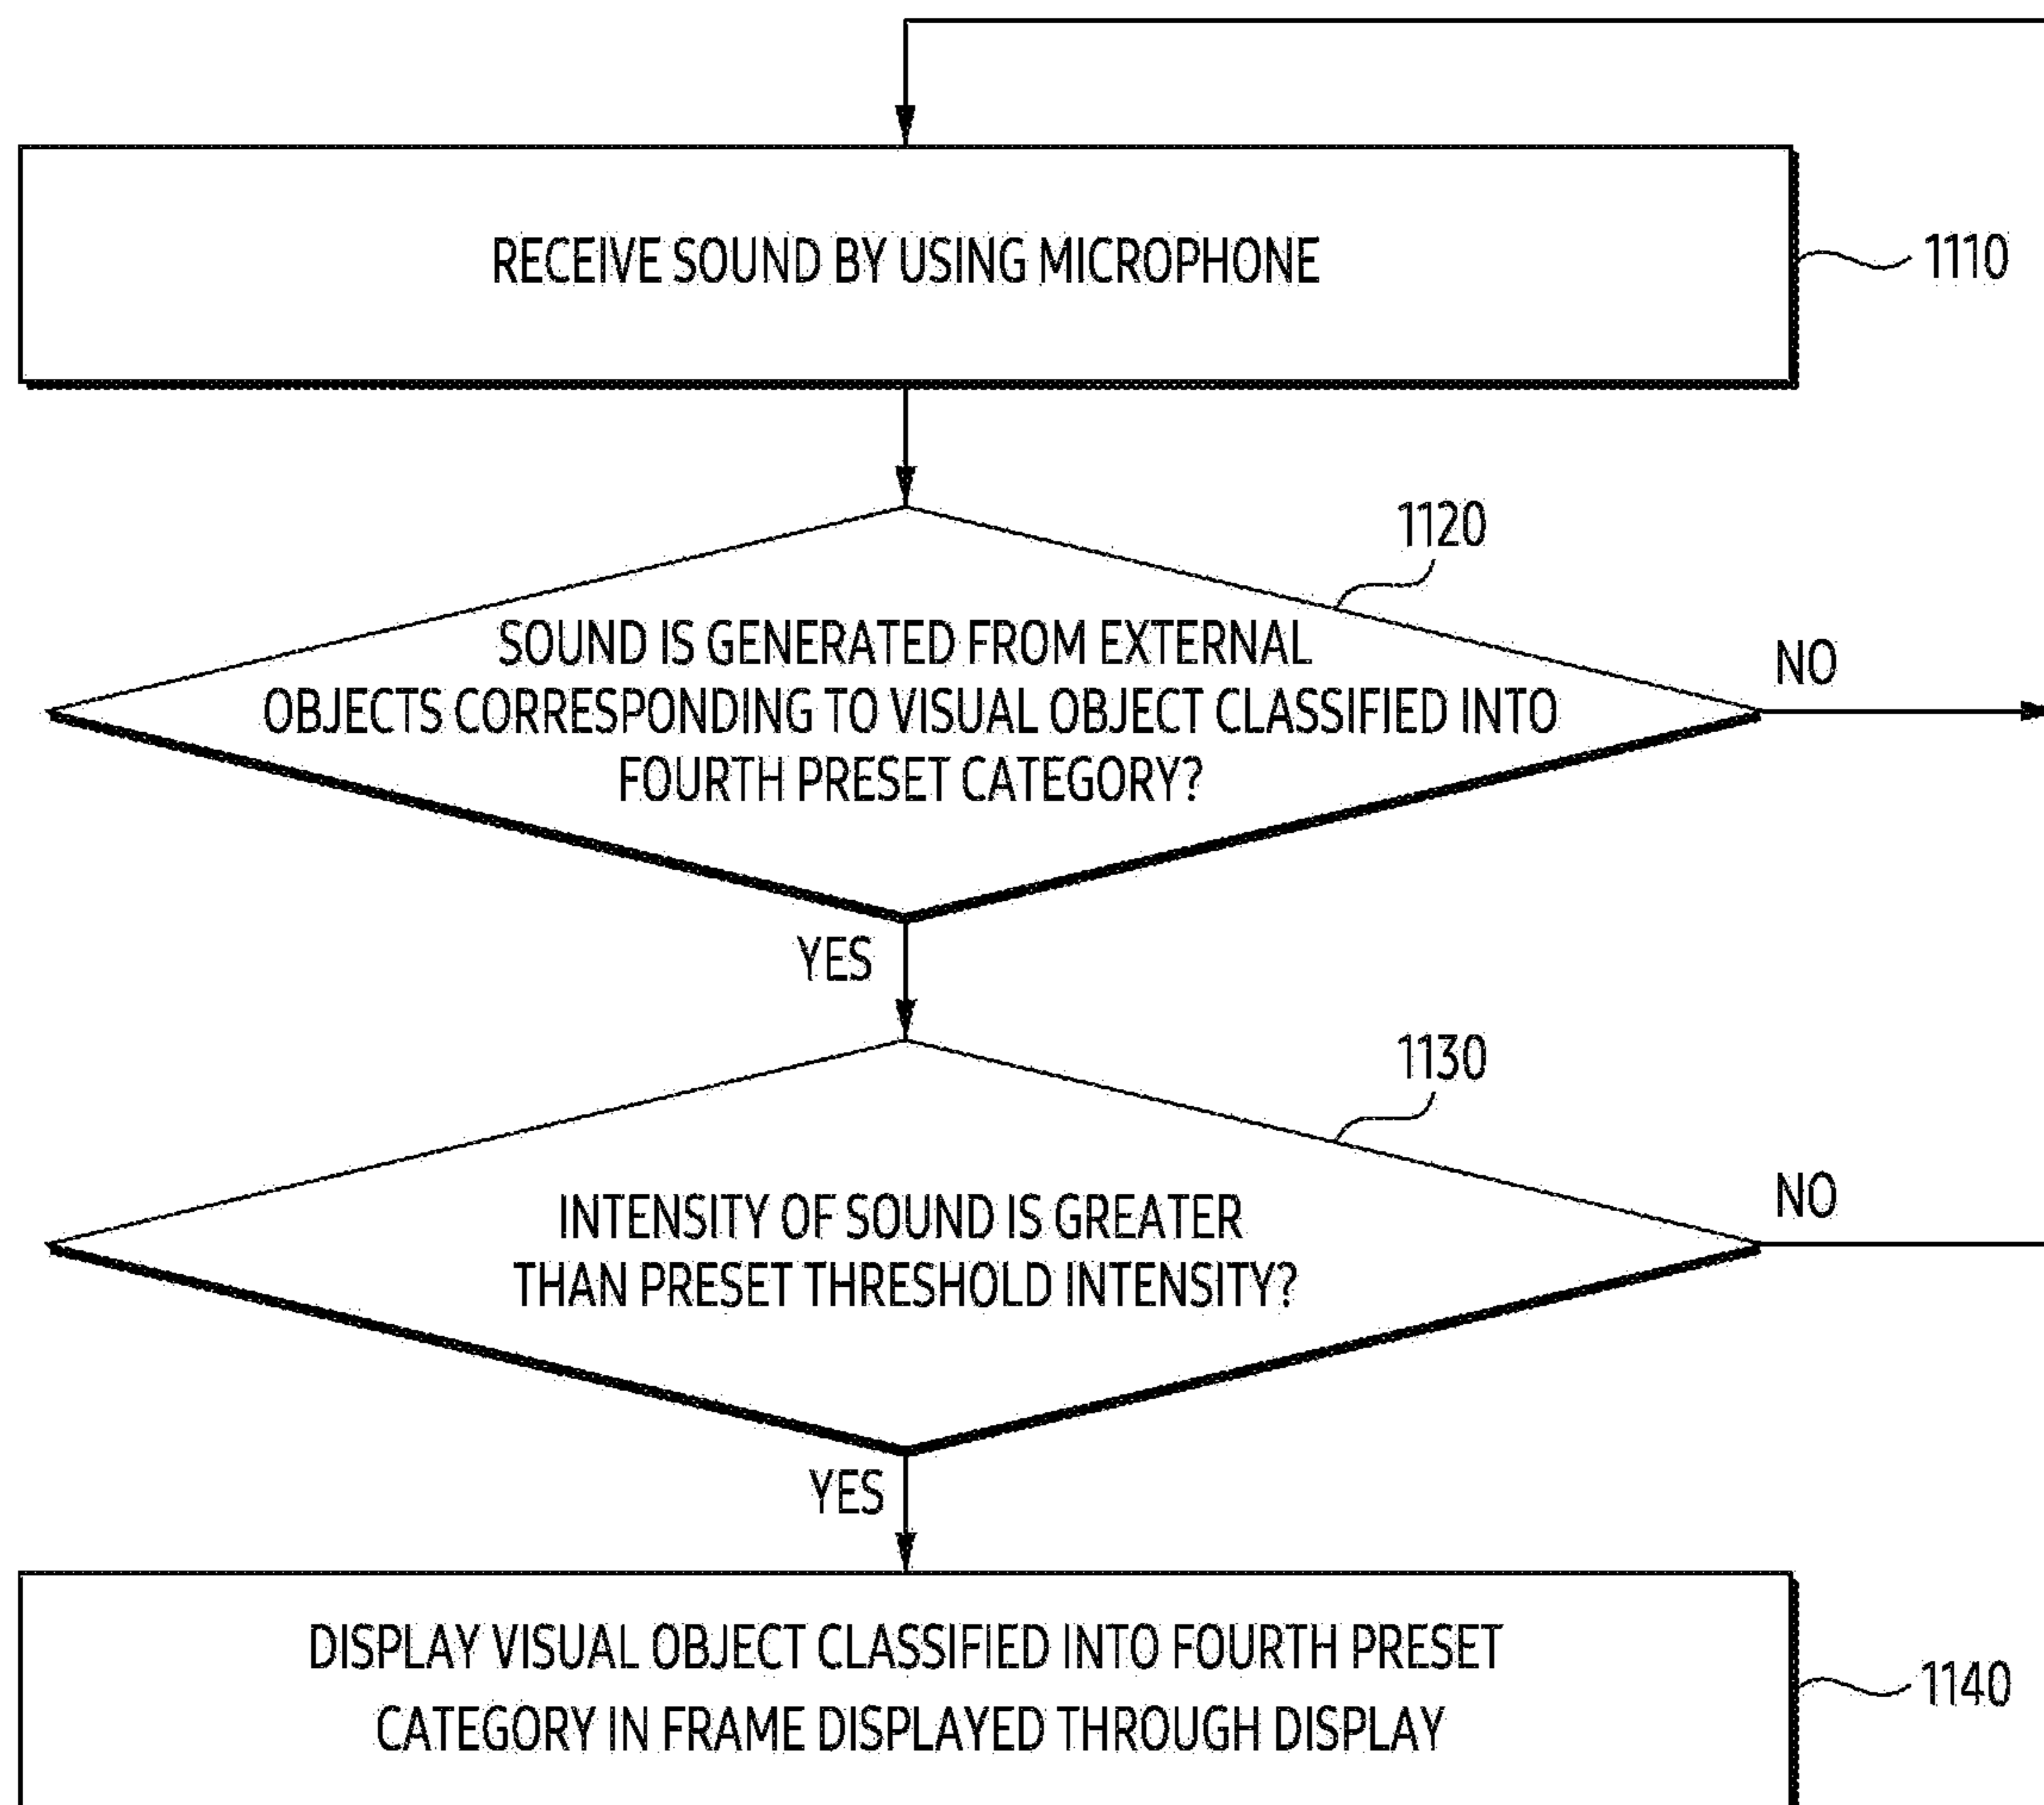 RECEIVE SOUND BY USING MICROPHONE
1110
1120
SOUND IS GENERATED FROM EXTERNAL
OBJECTS CORRESPONDING TO VISUAL OBJECT CLASSIFIED INTO
FOURTH PRESET CATEGORY?
NO
YES
1130
INTENSITY OF SOUND IS GREATER
THAN PRESET THRESHOLD INTENSITY?
NO
YES
DISPLAY VISUAL OBJECT CLASSIFIED INTO FOURTH PRESET
CATEGORY IN FRAME DISPLAYED THROUGH DISPLAY
1140